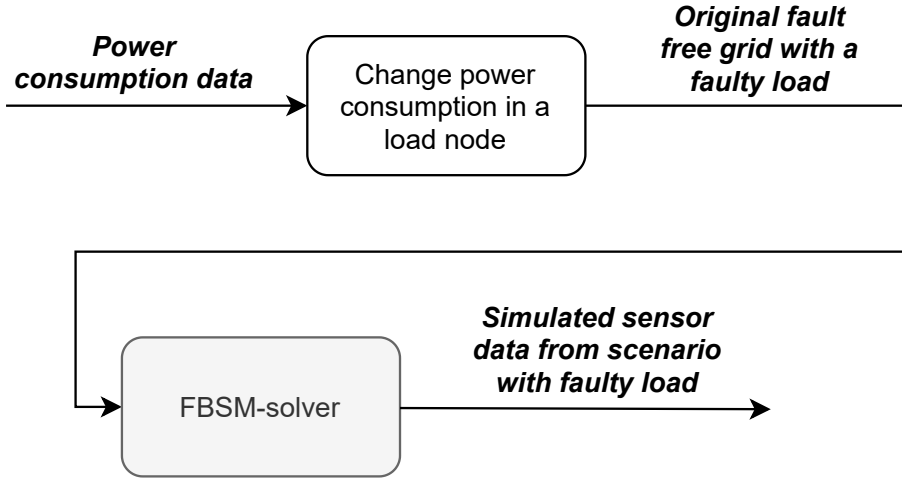 Power
consumption data
Change power
consumption in a
load node
Original fault
free grid with a
faulty load
FBSM-solver
Simulated sensor
data from scenario
with faulty load